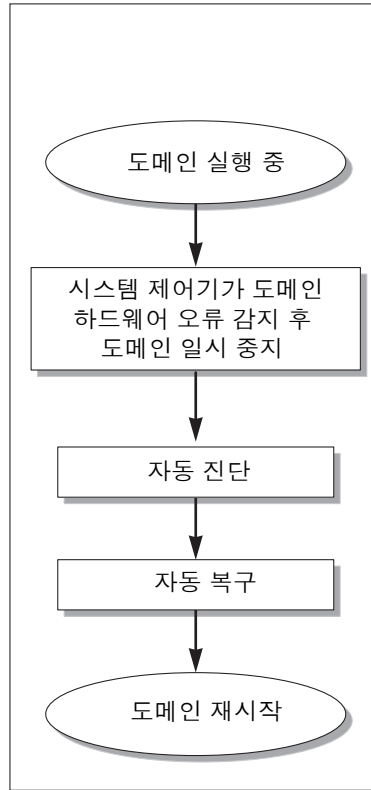 도메인 실행 중
시스템 제어기가 도메인
하드웨어 오류 감지 후
도메인 일시 중지
자동 진단
자동 복구
도메인 재시작